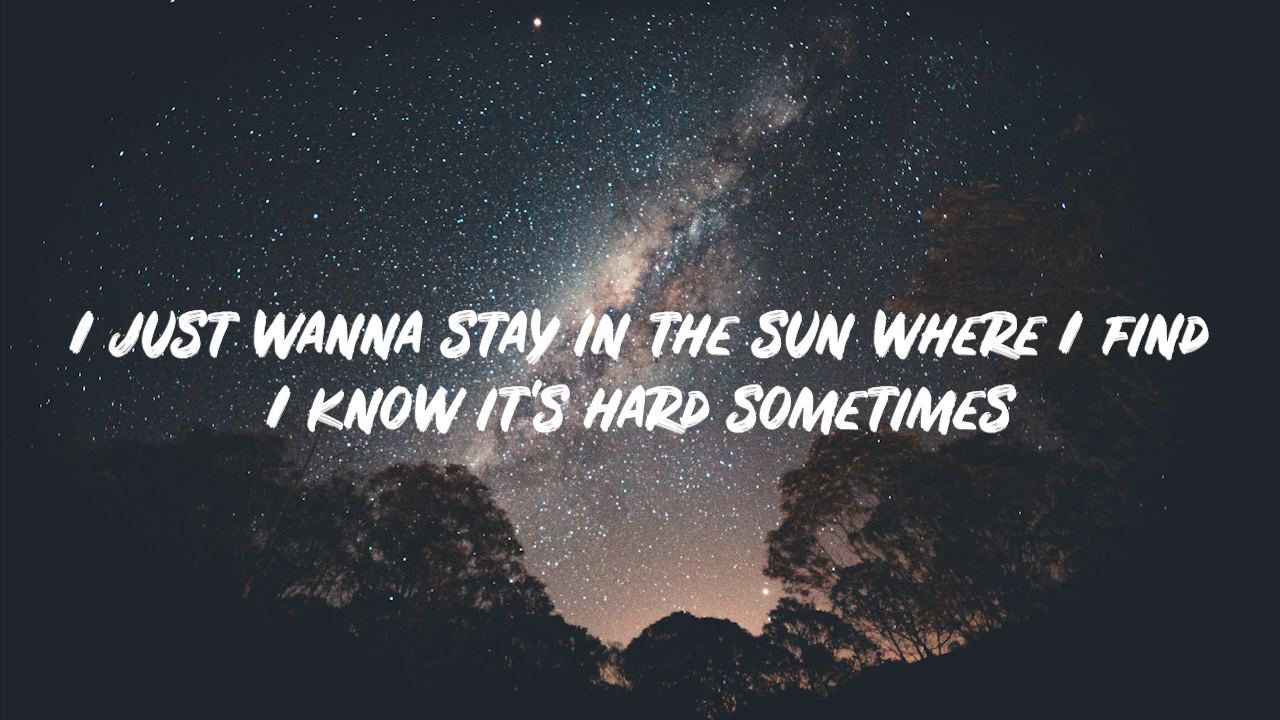 I JUST WANNA STAY IN THE SUN WHERE I FIND
I KNOW IT'S HARD SOMETIMES